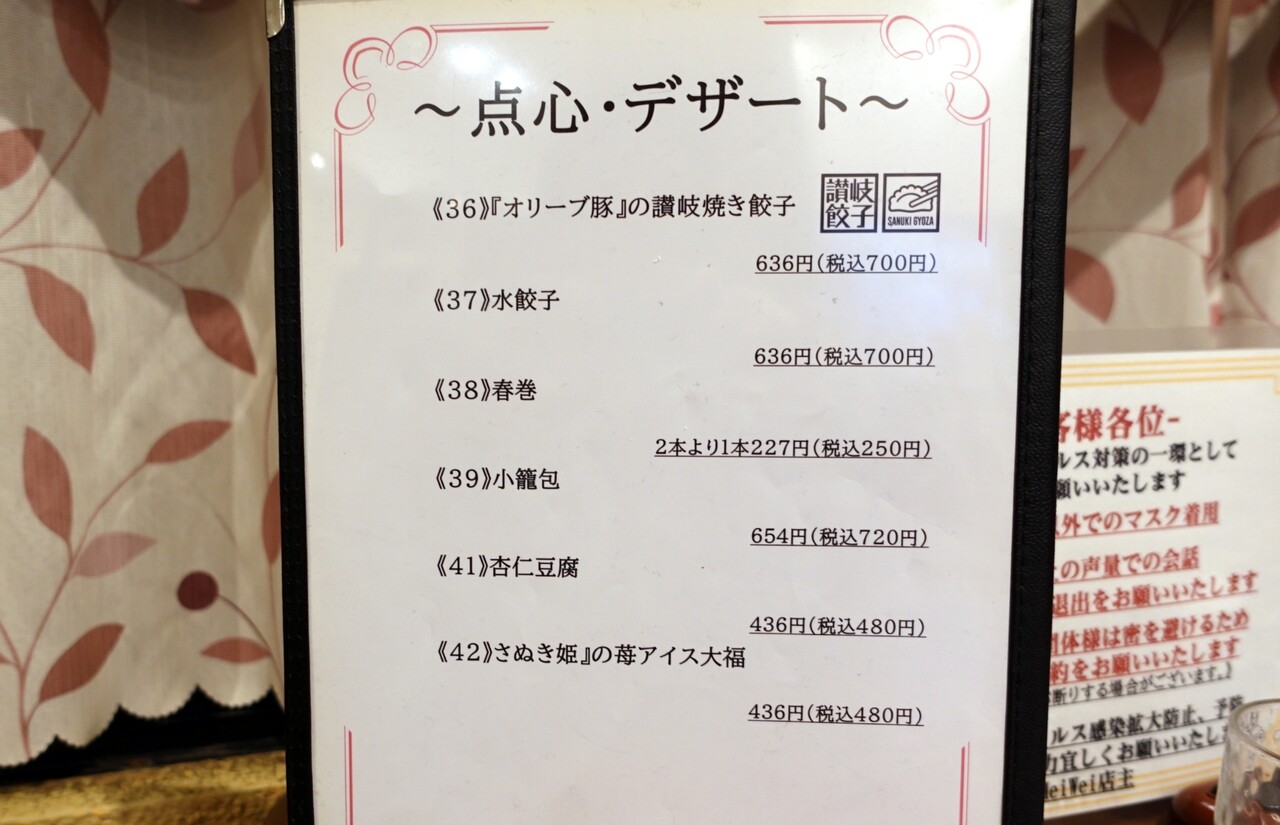 ～点心・デザート～
《36》『オリーブ豚』の讃岐焼き餃子
讃岐
餃子
SANUKI GYOZA
636円(税込700円)
《37》水餃子
636円(税込700円)
《38》春巻
2本より1本227円(税込250円)
《39》小籠包
654円(税込720円)
《41》杏仁豆腐
436円(税込480円)
《42》さぬき姫』の苺アイス大福
436円(税込480円)
客様各位-
ルス対策の一環として
願いいたします
外でのマスク着用
の声量での会話
退出をお願いいたします
団体様は密を避けるため
約をお願いいたします
断りする場合がございます。)
ルス感染拡大防止、予防
力宜しくお願いいたし
WeiWei店主